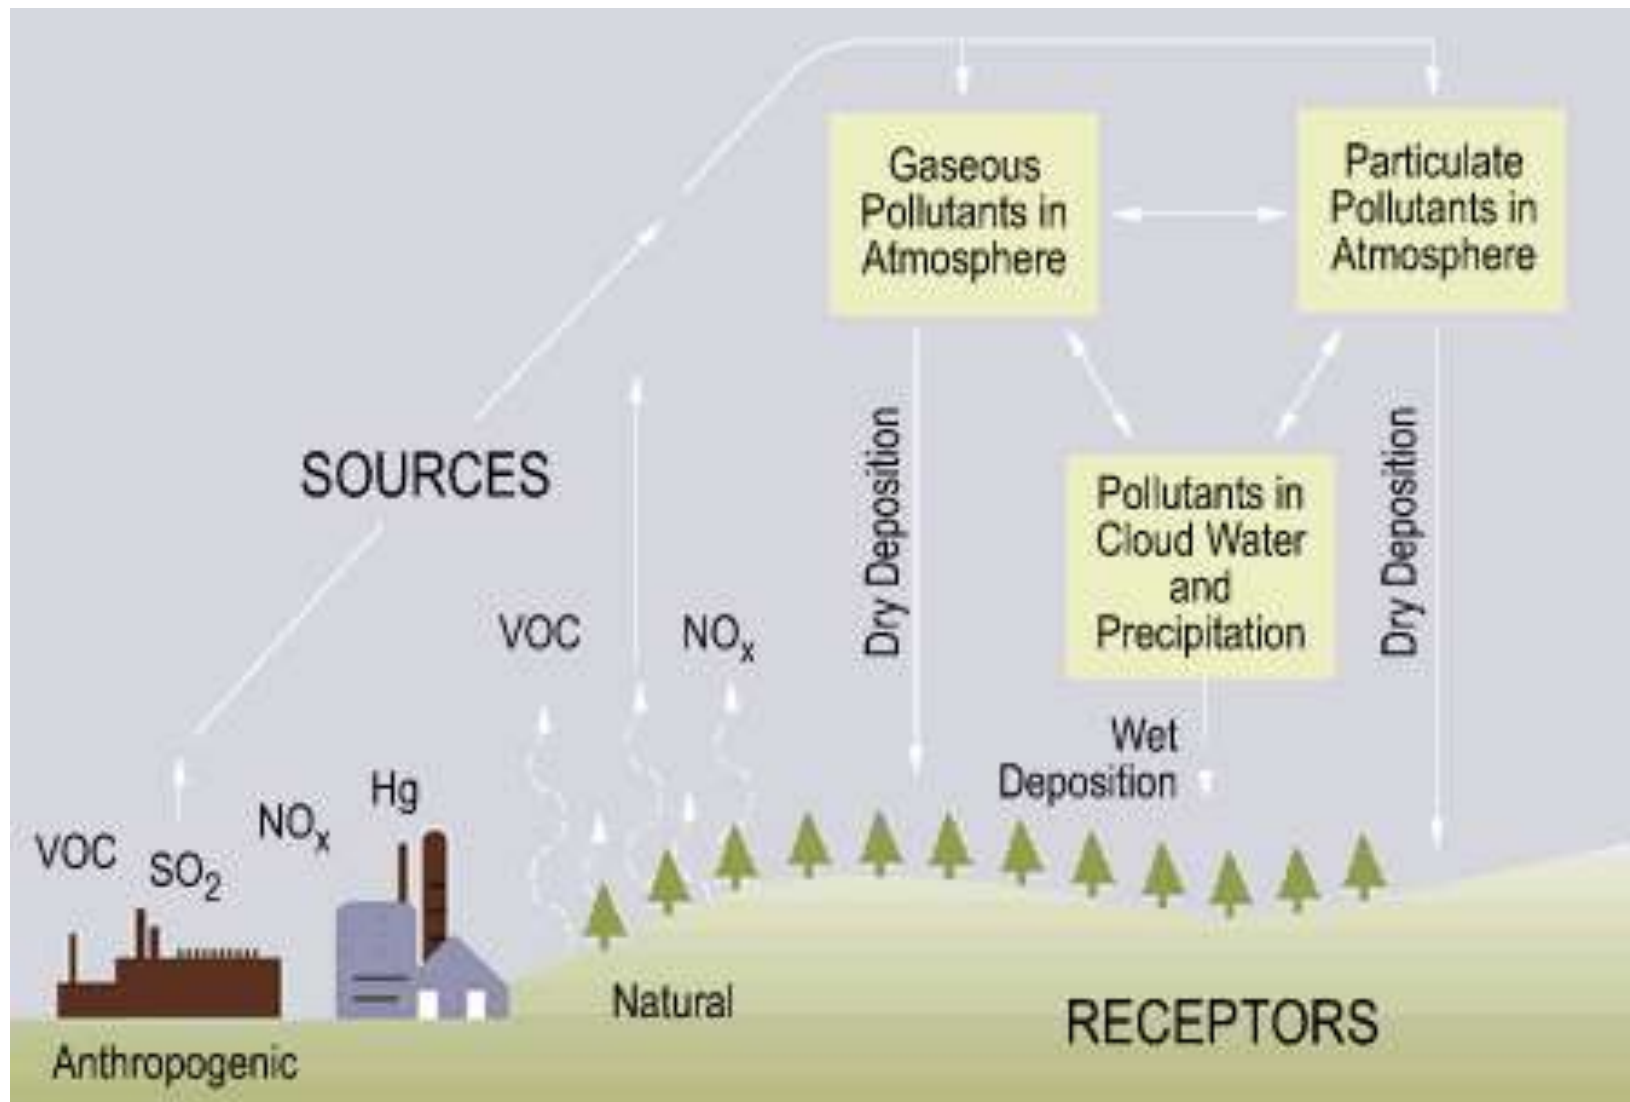 Gaseous
Pollutants in
Atmosphere
Particulate
Pollutants in
Atmosphere
SOURCES
Dry Deposition
Pollutants in
Cloud Water
and
Precipitation
Dry Deposition
VOC
NOx
Wet
Deposition
Hg
NOx
VOC
SO2
Natural
RECEPTORS
Anthropogenic